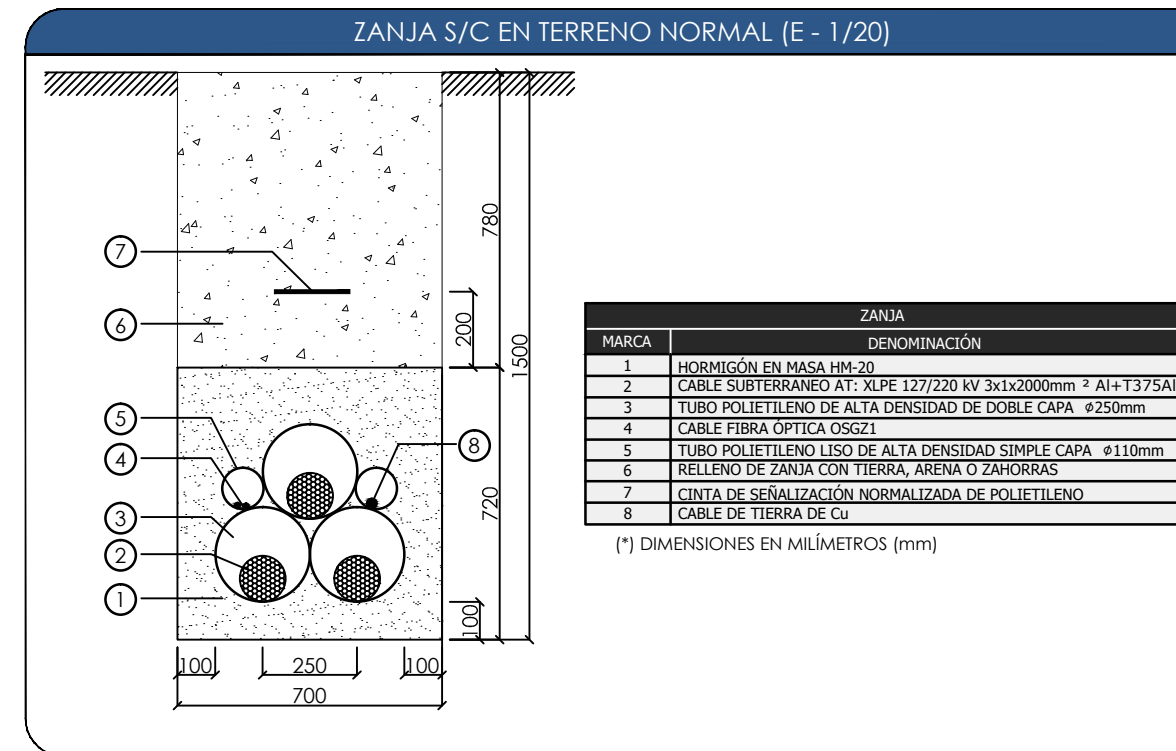 ZANJA S/C EN TERRENO NORMAL (E - 1/20)
7
6
5
4
3
2
1
8
780
200
1500
720
100
100
250
100
700
ZANJA
MARCA DENOMINACIÓN
1 HORMIGÓN EN MASA HM-20
2 CABLE SUBTERRANEO AT: XLPE 127/220 kV 3x1x2000mm ² Al+T375Al
3 TUBO POLIETILENO DE ALTA DENSIDAD DE DOBLE CAPA ø250mm
4 CABLE FIBRA ÓPTICA OSGZ1
5 TUBO POLIETILENO LISO DE ALTA DENSIDAD SIMPLE CAPA ø110mm
6 RELLENO DE ZANJA CON TIERRA, ARENA O ZAHORRAS
7 CINTA DE SEÑALIZACIÓN NORMALIZADA DE POLIETILENO
8 CABLE DE TIERRA DE Cu
(*) DIMENSIONES EN MILÍMETROS (mm)